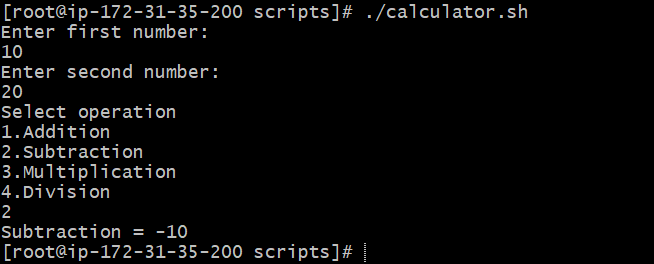 [root@ip-172-31-35-200 scripts]# ./calculator.sh
Enter first number:
10
Enter second number:
20
Select operation
1.Addition
2.Subtraction
3.Multiplication
4.Division
2
Subtraction = -10
[root@ip-172-31-35-200 scripts]#